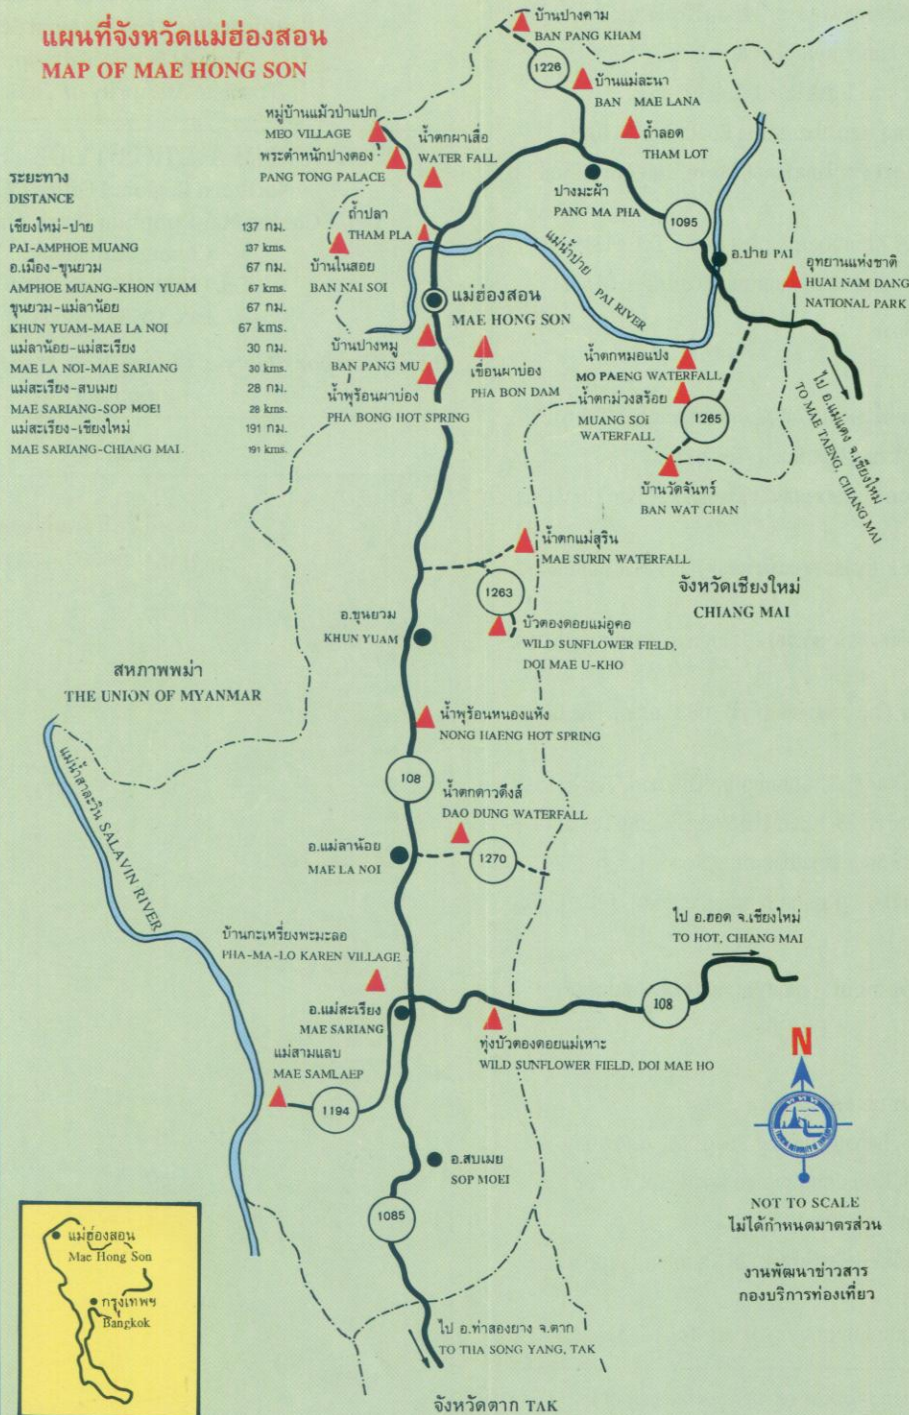 แผนที่จังหวัดแม่ฮ่องสอน
MAP OF MAE HONG SON
บ้านปางคาม
BAN PANG KHAM
1226
บ้านแม่ละนา
BAN MAE LANA
หมู่บ้านแม้วป่าแปก
MEO VILLAGE
น้ำตกผาเสื่อ
WATER FALL
ถ้ำลอด
THAM LOT
พระตำหนักปางตอง
PANG TONG PALACE
ปางมะผ้า
PANG MA PHA
1095
ถ้ำปลา
THAM PLA
แม่น้ำปาย
PAI RIVER
อ.ปาย PAI
อุทยานแห่งชาติ
HUAI NAM DANG
NATIONAL PARK
บ้านในสอย
BAN NAI SOI
แม่ฮ่องสอน
MAE HONG SON
ระยะทาง
DISTANCE
เชียงใหม่-ปาย 137 กม.
PAI-AMPHOE MUANG 137 kms.
อ.เมือง-ขุนยวม 67 กม.
AMPHOE MUANG-KHON YUAM 67 kms.
ขุนยวม-แม่ลาน้อย 67 กม.
KHUN YUAM-MAE LA NOI 67 kms.
แม่ลาน้อย-แม่สะเรียง 30 กม.
MAE LA NOI-MAE SARIANG 30 kms.
แม่สะเรียง-สบเมย 28 กม.
MAE SARIANG-SOP MOEI 28 kms.
แม่สะเรียง-เชียงใหม่ 191 กม.
MAE SARIANG-CHIANG MAI. 191 kms.
บ้านปางหมู
BAN PANG MU
เขื่อนผาบ่อง
PHA BON DAM
น้ำพุร้อนผาบ่อง
PHA BONG HOT SPRING
น้ำตกหมอแปง
MO PAENG WATERFALL
น้ำตกม่วงสร้อย
MUANG SOI
WATERFALL
1265
ไป อ.แม่แตง จ.เชียงใหม่
TO MAE TAENG, CHIANG MAI
บ้านวัดจันทร์
BAN WAT CHAN
น้ำตกแม่สุริน
MAE SURIN WATERFALL
1263
จังหวัดเชียงใหม่
CHIANG MAI
อ.ขุนยวม
KHUN YUAM
บัวตองดอยแม่อูคอ
WILD SUNFLOWER FIELD,
DOI MAE U-KHO
สหภาพพม่า
THE UNION OF MYANMAR
น้ำพุร้อนหนองแห้ง
NONG HAENG HOT SPRING
แม่น้ำสาละวิน SALAVIN RIVER
108
น้ำตกดาวดึงส์
DAO DUNG WATERFALL
อ.แม่ลาน้อย
MAE LA NOI
1270
ไป อ.ฮอด จ.เชียงใหม่
TO HOT, CHIANG MAI
บ้านกะเหรี่ยงพะมะลอ
PHA-MA-LO KAREN VILLAGE
อ.แม่สะเรียง
MAE SARIANG
108
ทุ่งบัวตองดอยแม่เหาะ
WILD SUNFLOWER FIELD, DOI MAE HO
แม่สามแลบ
MAE SAMLAEP
1194
N
อ.สบเมย
SOP MOEI
1085
NOT TO SCALE
ไม่ได้กำหนดมาตรส่วน
งานพัฒนาข่าวสาร
กองบริการท่องเที่ยว
แม่ฮ่องสอน
Mae Hong Son
กรุงเทพฯ
Bangkok
ไป อ.ท่าสองยาง จ.ตาก
TO THA SONG YANG, TAK
จังหวัดตาก TAK